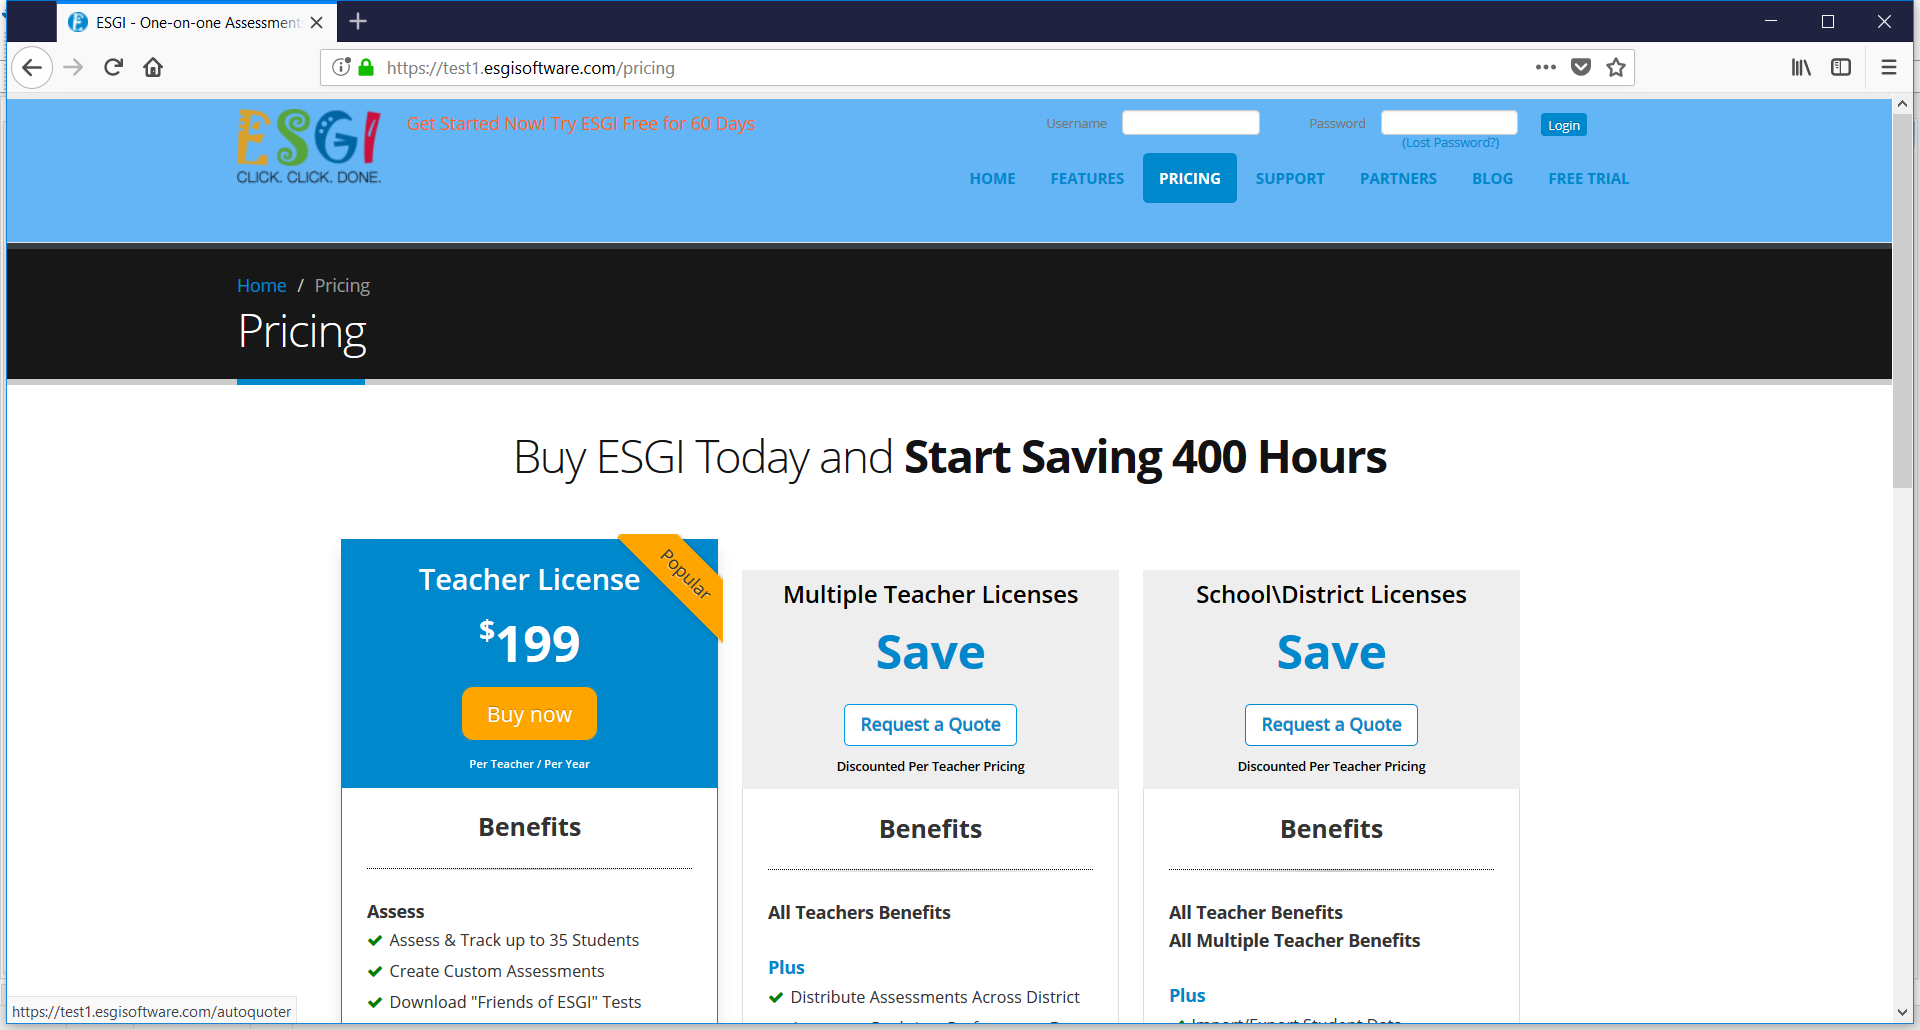 ESGI - One-on-one Assessment
https://test1.esgisoftware.com/pricing
ESGI
CLICK. CLICK. DONE.
Get Started Now! Try ESGI Free for 60 Days
Username
Password
Login
(Lost Password?)
HOME FEATURES PRICING SUPPORT PARTNERS BLOG FREE TRIAL
Home / Pricing
Pricing
Buy ESGI Today and Start Saving 400 Hours
Popular
Teacher License
$199
Buy now
Per Teacher / Per Year
Benefits
Assess
Assess & Track up to 35 Students
Create Custom Assessments
Download "Friends of ESGI" Tests
Multiple Teacher Licenses
Save
Request a Quote
Discounted Per Teacher Pricing
Benefits
All Teachers Benefits
Plus
Distribute Assessments Across District
School\District Licenses
Save
Request a Quote
Discounted Per Teacher Pricing
Benefits
All Teacher Benefits
All Multiple Teacher Benefits
Plus
Import/Export Student Data
https://test1.esgisoftware.com/autoquoter